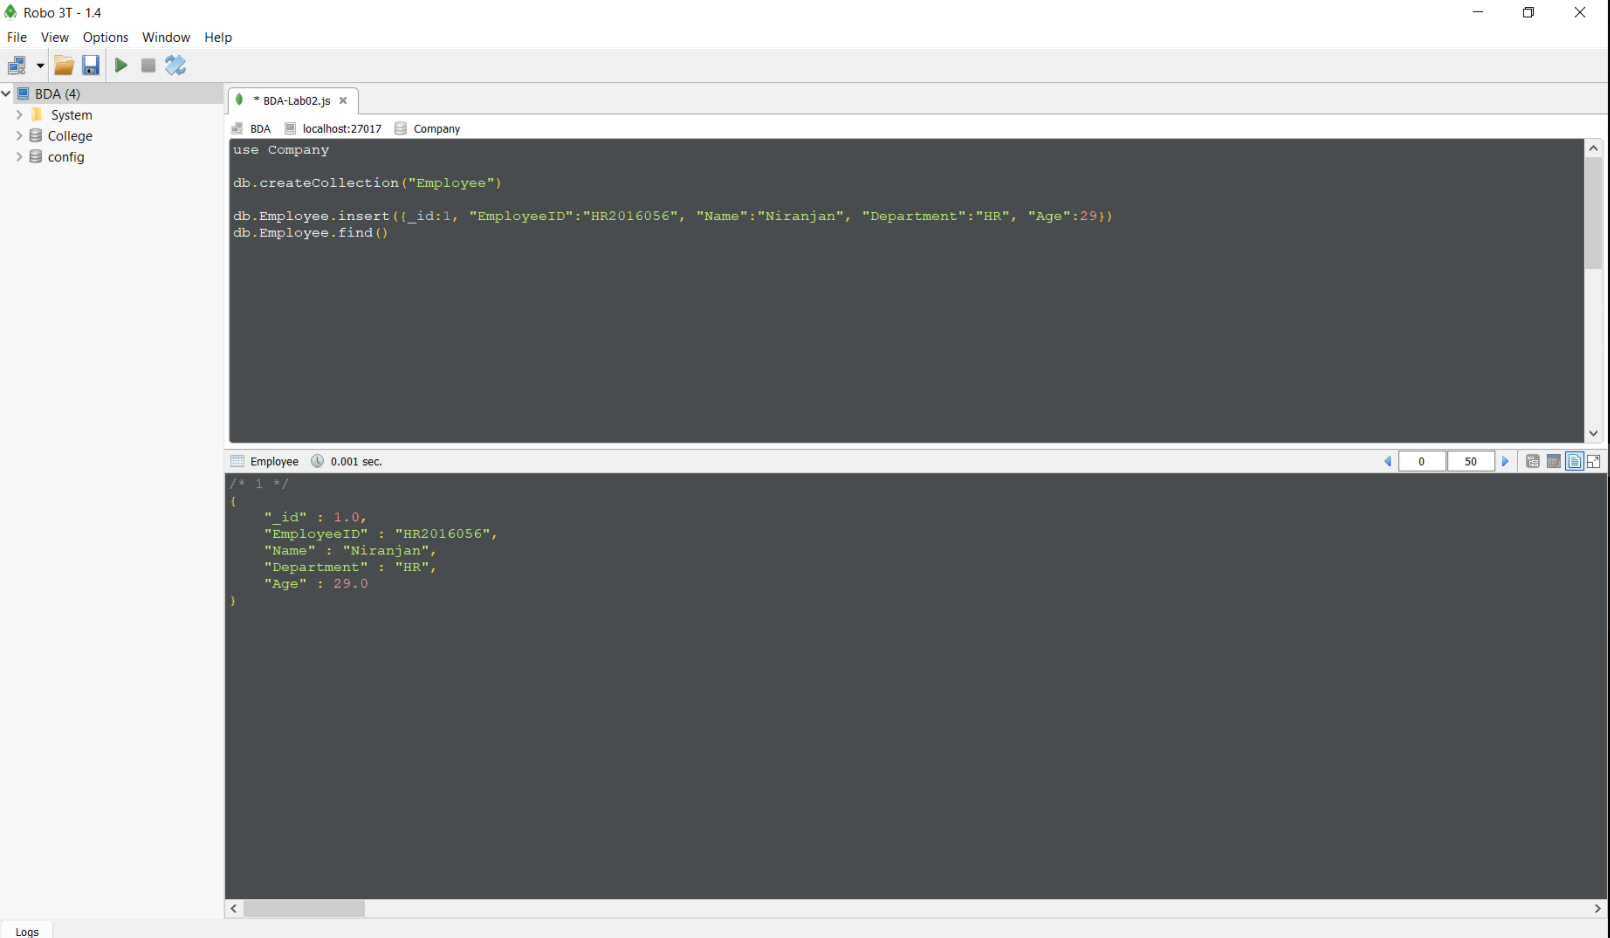 Robo 3T - 1.4
File View Options Window Help
BDA (4)
System
College
config
* BDA-Lab02.js
BDA localhost:27017 Company
use Company
db.createCollection("Employee")
db.Employee.insert({_id:1, "EmployeeID":"HR2016056", "Name":"Niranjan", "Department":"HR", "Age":29})
db.Employee.find()
Employee 0.001 sec. 0 50
/* 1 */
{
"_id" : 1.0,
"EmployeeID" : "HR2016056",
"Name" : "Niranjan",
"Department" : "HR",
"Age" : 29.0
}
Logs